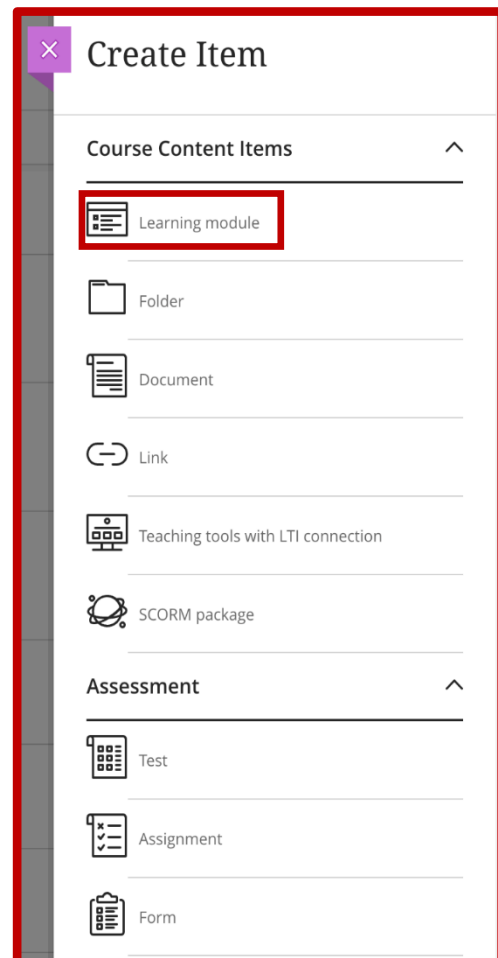 Create Item
Course Content Items
Learning module
Folder
Document
Link
Teaching tools with LTI connection
SCORM package
Assessment
Test
Assignment
Form